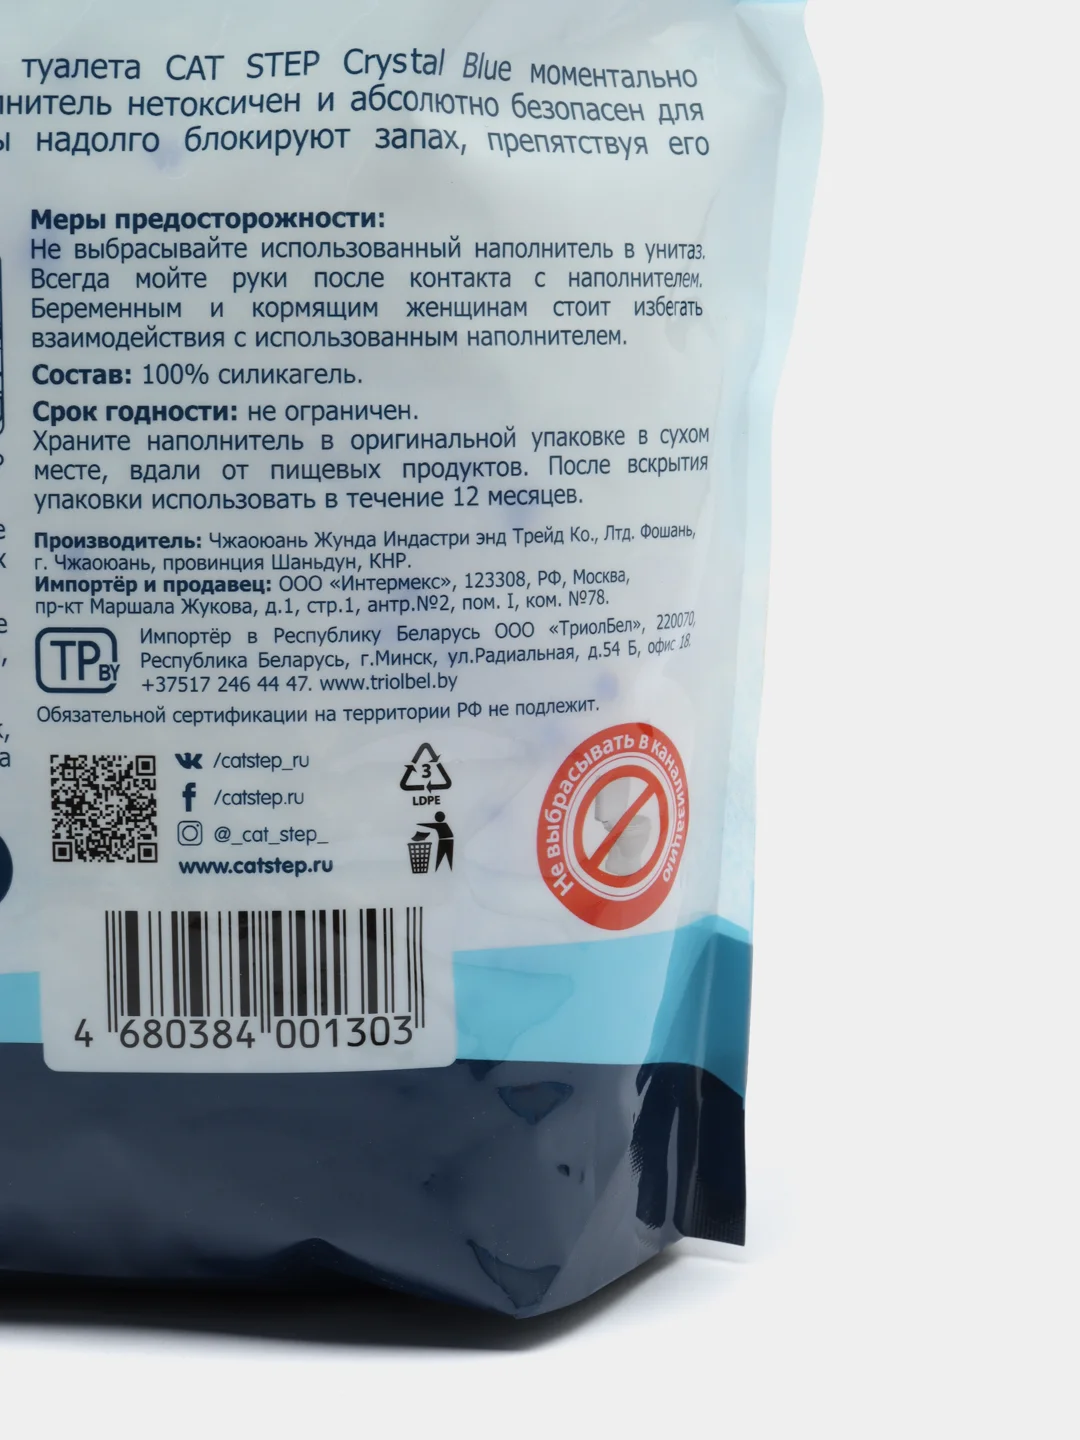 туалета CAT STEP Crystal Blue моментально
нитель нетоксичен и абсолютно безопасен для
ы надолго блокируют запах, препятствуя его
Меры предосторожности:
Не выбрасывайте использованный наполнитель в унитаз.
Всегда мойте руки после контакта с наполнителем.
Беременным и кормящим женщинам стоит избегать
взаимодействия с использованным наполнителем.
Состав: 100% силикагель.
Срок годности: не ограничен.
Храните наполнитель в оригинальной упаковке в сухом
месте, вдали от пищевых продуктов. После вскрытия
упаковки использовать в течение 12 месяцев.
Производитель: Чжаоюань Жунда Индастри энд Трейд Ко., Лтд. Фошань,
г. Чжаоюань, провинция Шаньдун, КНР.
Импортёр и продавец: ООО «Интермекс», 123308, РФ, Москва,
пр-кт Маршала Жукова, д.1, стр.1, антр.№2, пом. I, ком. №78.
TP BY
Импортёр в Республику Беларусь ООО «ТриолБел», 220070,
Республика Беларусь, г.Минск, ул.Радиальная, д.54 Б, офис 18.
+37517 246 44 47. www.triolbel.by
Обязательной сертификации на территории РФ не подлежит.
/catstep_ru
/catstep.ru
@_cat_step_
www.catstep.ru
3
LDPE
Не выбрасывать в канализацию
4 680384 001303